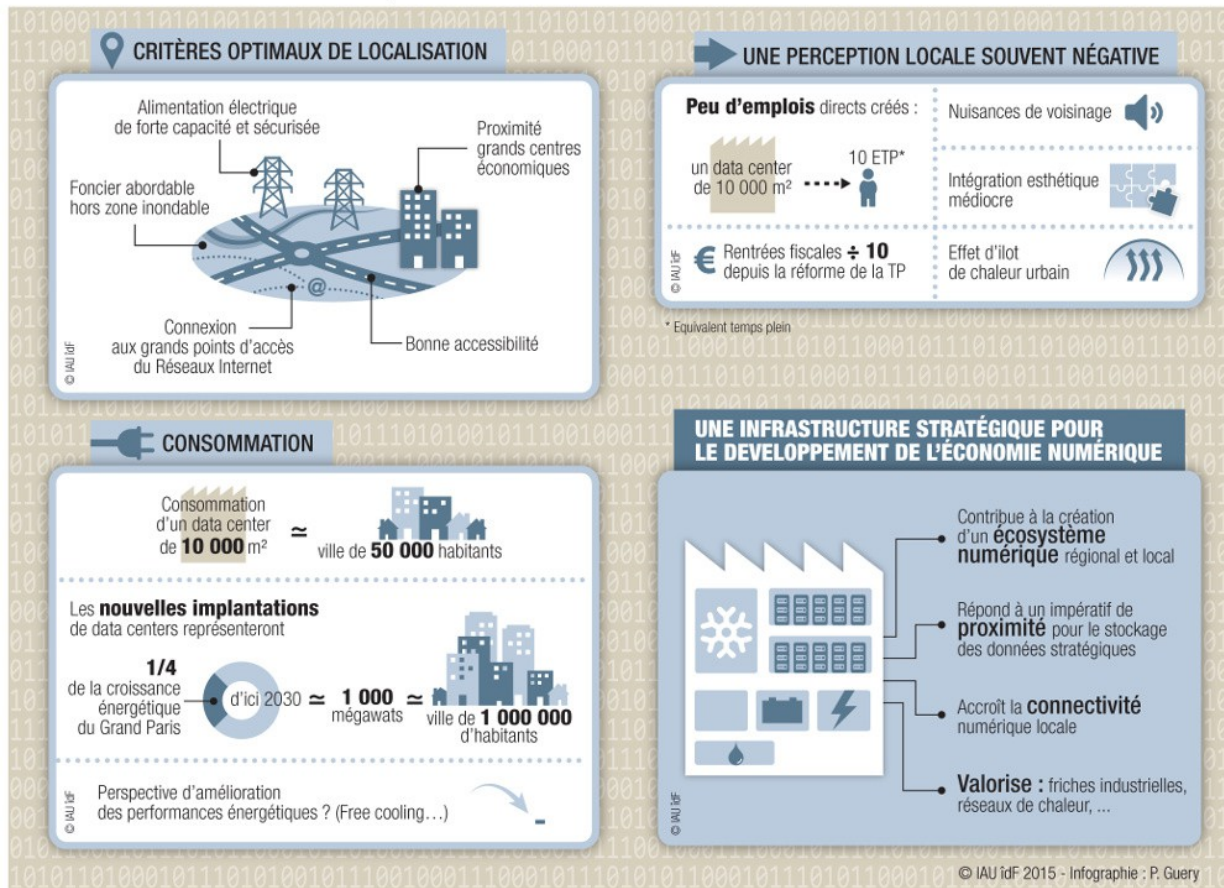 CRITÈRES OPTIMAUX DE LOCALISATION
Alimentation électrique
de forte capacité et sécurisée
Proximité
grands centres
économiques
Foncier abordable
hors zone inondable
@
Connexion
aux grands points d'accès
du Réseaux Internet
Bonne accessibilité
© IAU îdF
UNE PERCEPTION LOCALE SOUVENT NÉGATIVE
Peu d'emplois directs créés :
un data center
de 10 000 m²
10 ETP*
€ Rentrées fiscales ÷ 10
depuis la réforme de la TP
Nuisances de voisinage
Intégration esthétique
médiocre
Effet d'ilot
de chaleur urbain
© IAU îdF
* Equivalent temps plein
CONSOMMATION
Consommation
d'un data center
de 10 000 m²
≃
ville de 50 000 habitants
Les nouvelles implantations
de data centers représenteront
1/4
de la croissance
énergétique
du Grand Paris
d'ici 2030
≃
1 000
mégawats
≃
ville de 1 000 000
d'habitants
Perspective d'amélioration
des performances énergétiques ? (Free cooling…)
-
© IAU îdF
UNE INFRASTRUCTURE STRATÉGIQUE POUR
LE DEVELOPPEMENT DE L'ÉCONOMIE NUMÉRIQUE
Contribue à la création
d'un écosystème
numérique régional et local
Répond à un impératif de
proximité pour le stockage
des données stratégiques
Accroît la connectivité
numérique locale
Valorise : friches industrielles,
réseaux de chaleur, ...
© IAU îdF
© IAU îdF 2015 - Infographie : P. Guery